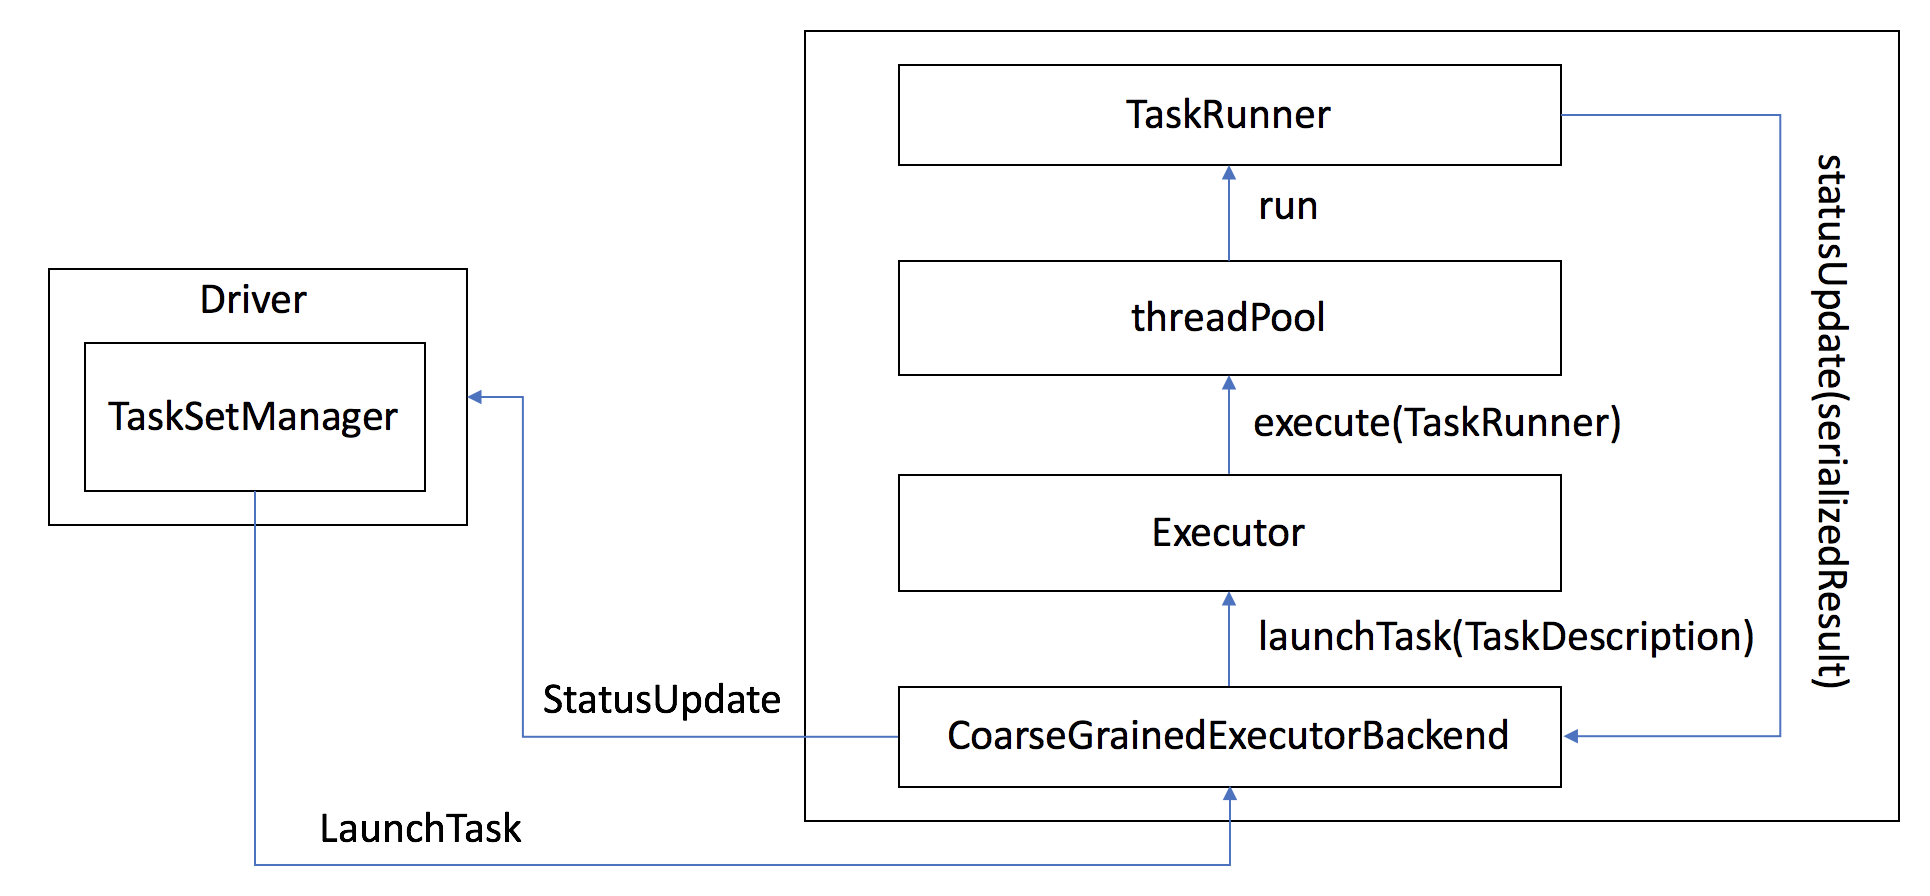 TaskRunner
run
threadPool
execute(TaskRunner)
Executor
launchTask(TaskDescription)
CoarseGrainedExecutorBackend
statusUpdate(serializedResult)
Driver
TaskSetManager
StatusUpdate
LaunchTask